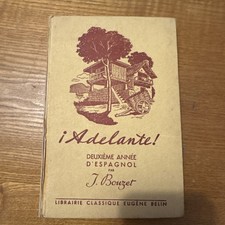 ¡Adelante!
DEUXIÈME ANNÉE
D'ESPAGNOL
PAR
J. Bouzet
LIBRAIRIE CLASSIQUE EUGÈNE BELIN